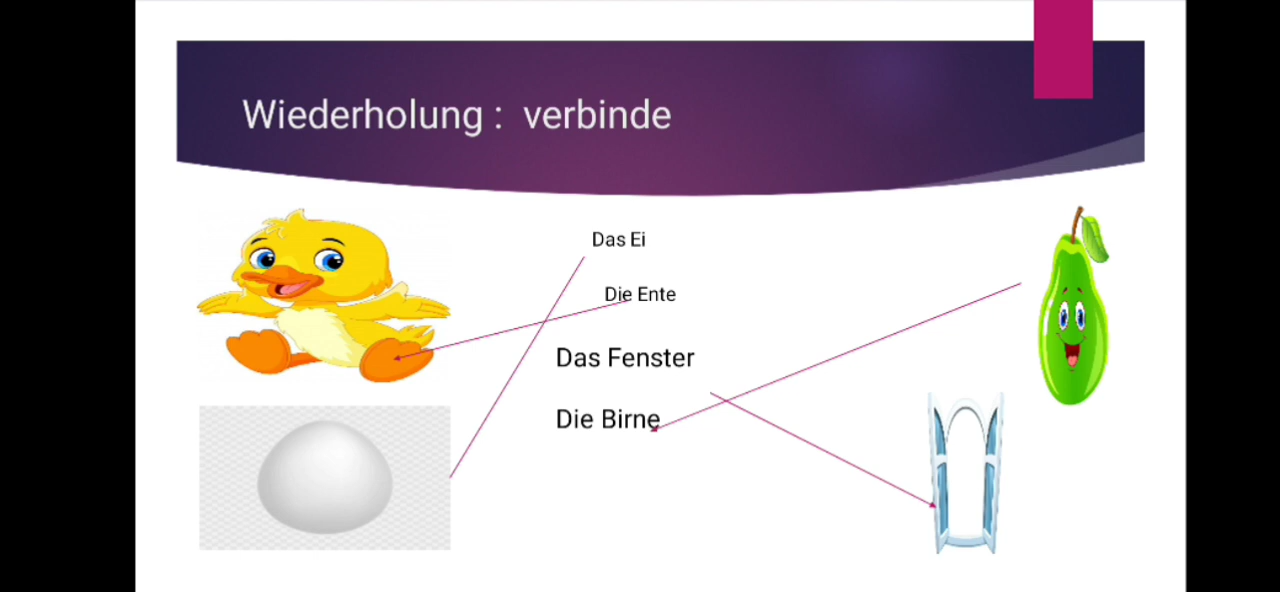 Wiederholung : verbinde
Das Ei
Die Ente
Das Fenster
Die Birne